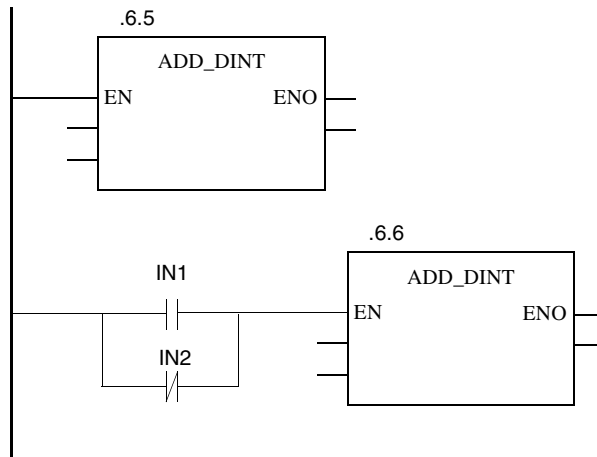 .6.5
ADD_DINT
EN ENO
.6.6
IN1
ADD_DINT
EN ENO
IN2